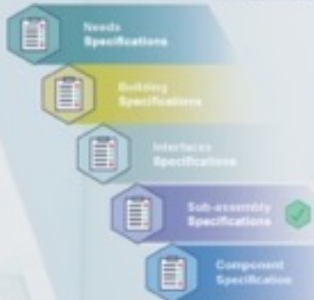 Needs
Specifications
Building
Specifications
Interfaces
Specifications
Sub-assembly
Specifications
Component
Specification